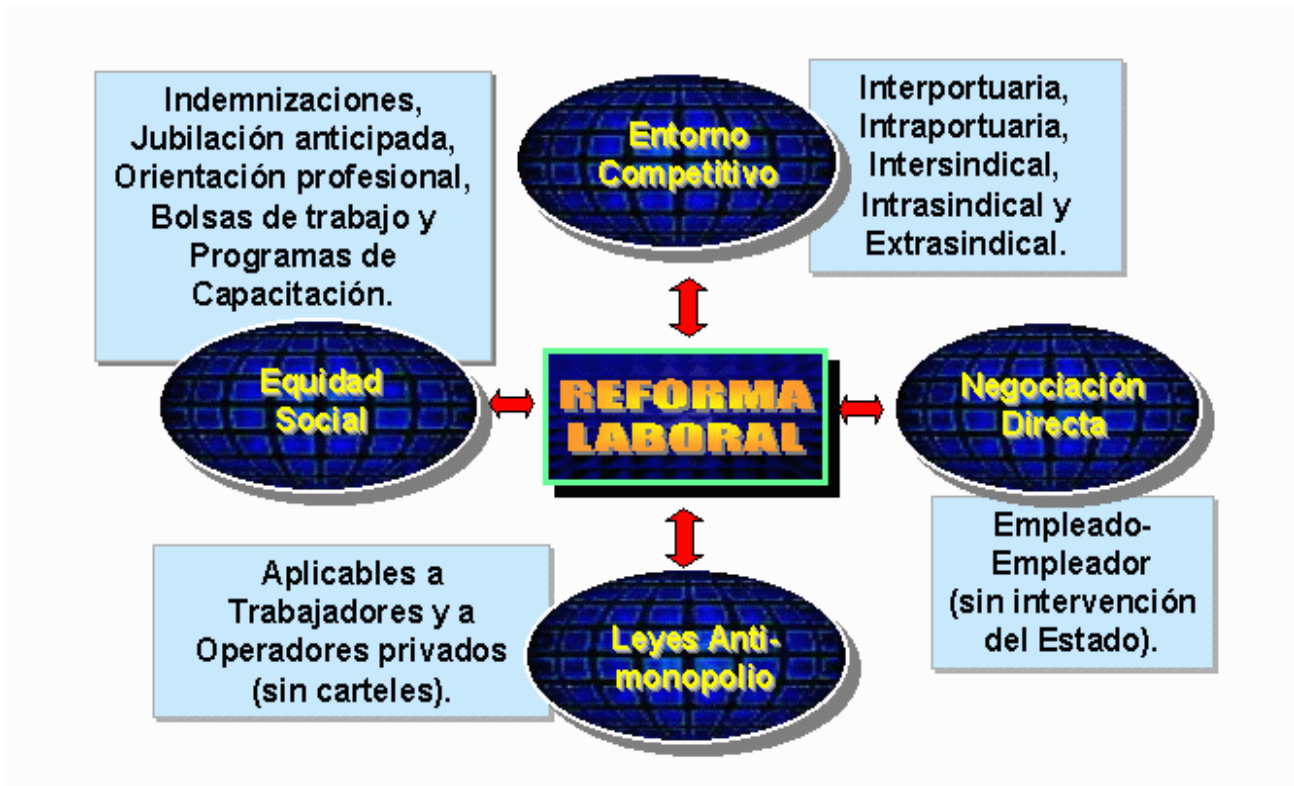 Indemnizaciones,
Jubilación anticipada,
Orientación profesional,
Bolsas de trabajo y
Programas de
Capacitación.
Entorno
Competitivo
Interportuaria,
Intraportuaria,
Intersindical,
Intrasindical y
Extrasindical.
Equidad
Social
REFORMA
LABORAL
Negociación
Directa
Empleado-
Empleador
(sin intervención
del Estado).
Aplicables a
Trabajadores y a
Operadores privados
(sin carteles).
Leyes Anti-
monopolio